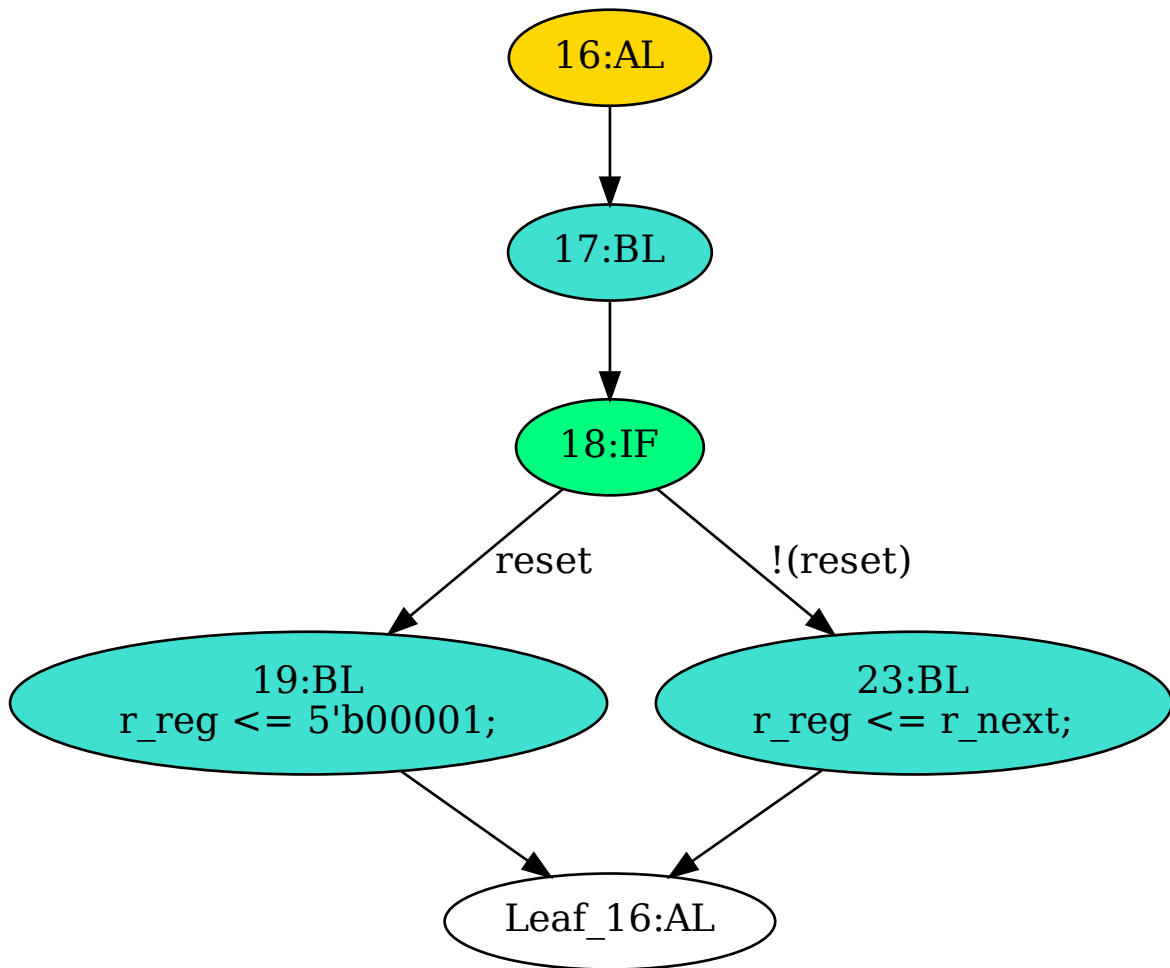 16:AL
17:BL
18:IF
reset
!(reset)
19:BL
r_reg <= 5'b00001;
23:BL
r_reg <= r_next;
Leaf_16:AL